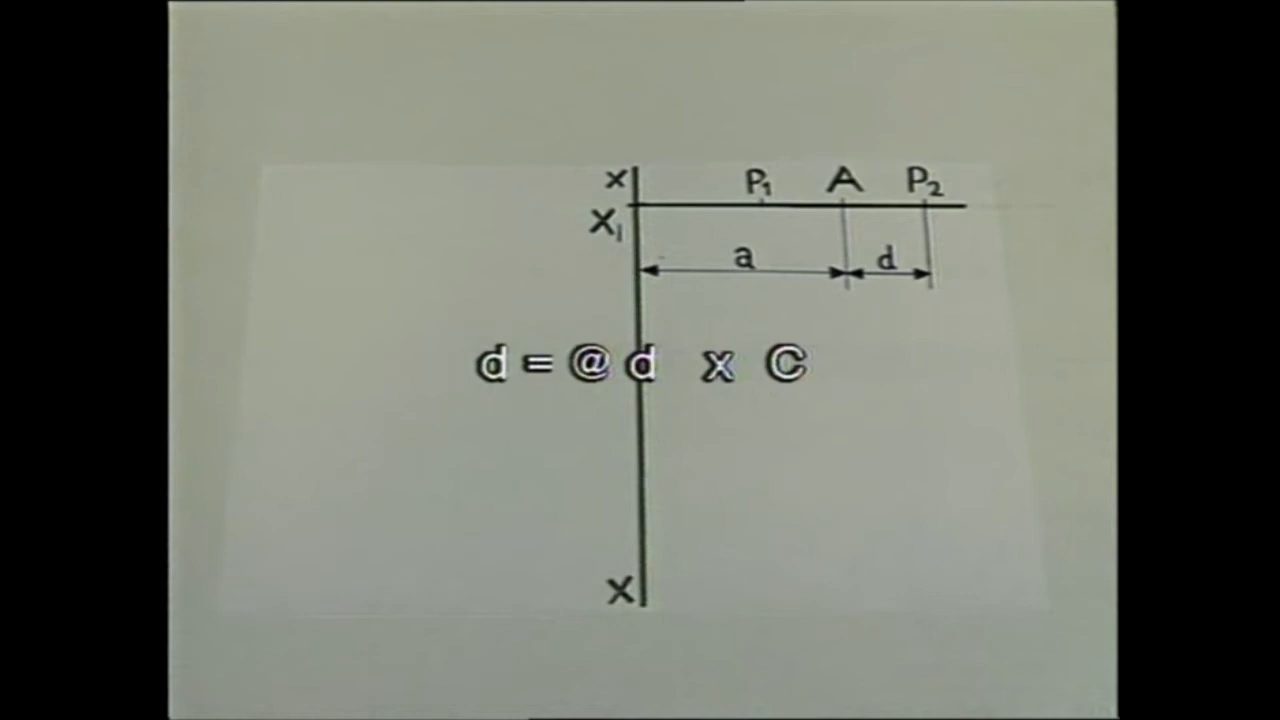 x P₁ A P₂
X₁
a d
d = @ d x C
X